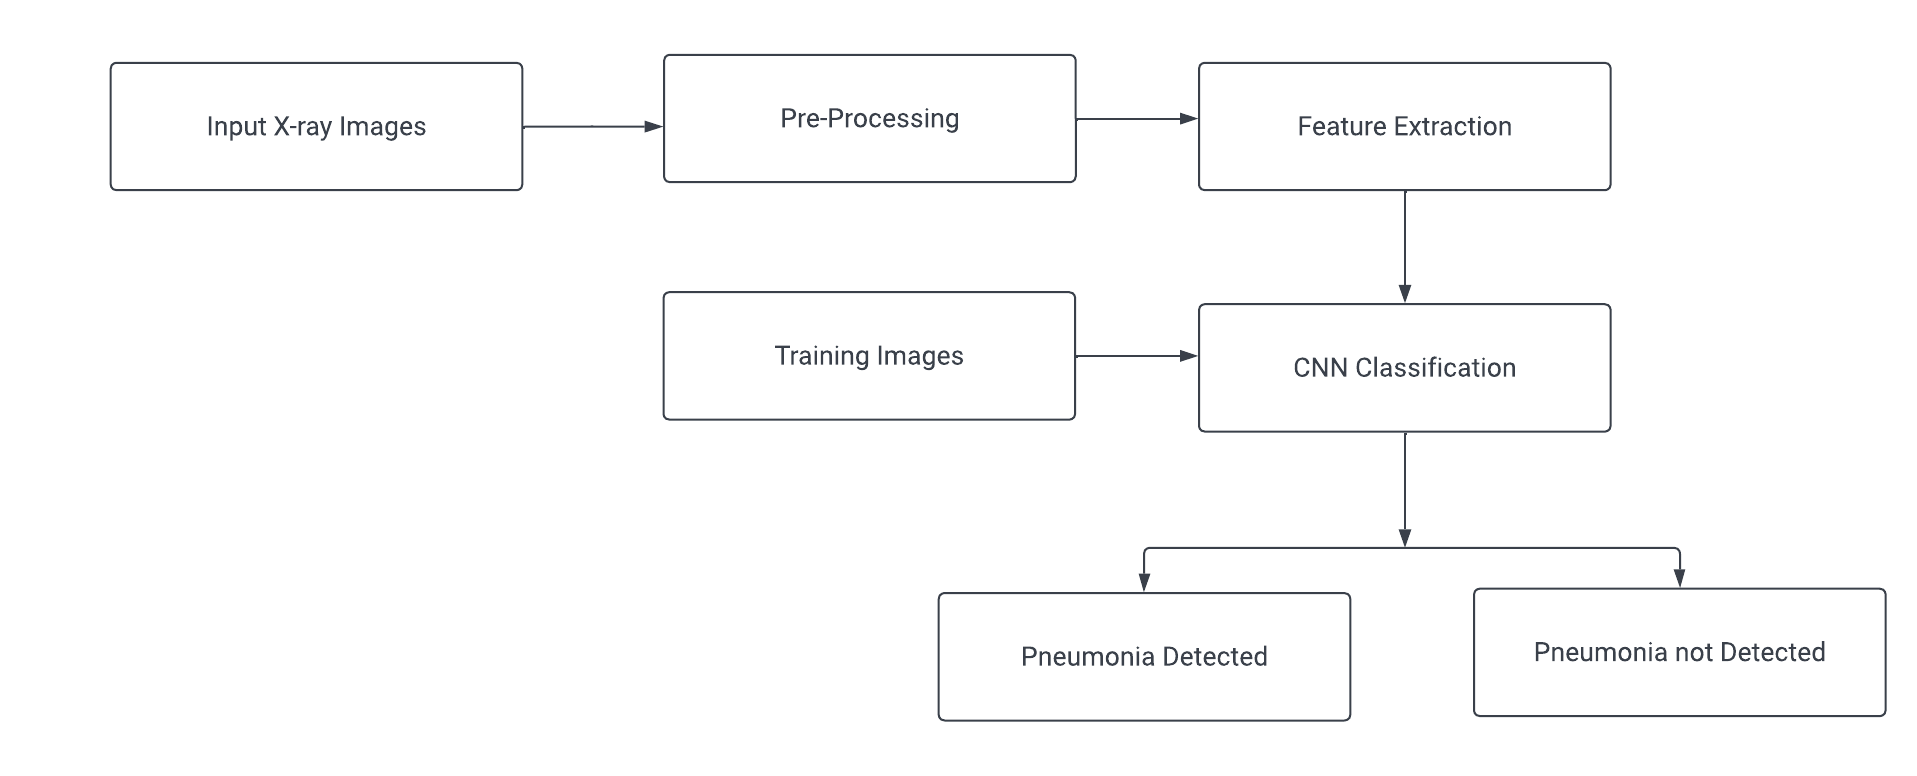 Input X-ray Images
Pre-Processing
Feature Extraction
Training Images
CNN Classification
Pneumonia Detected
Pneumonia not Detected